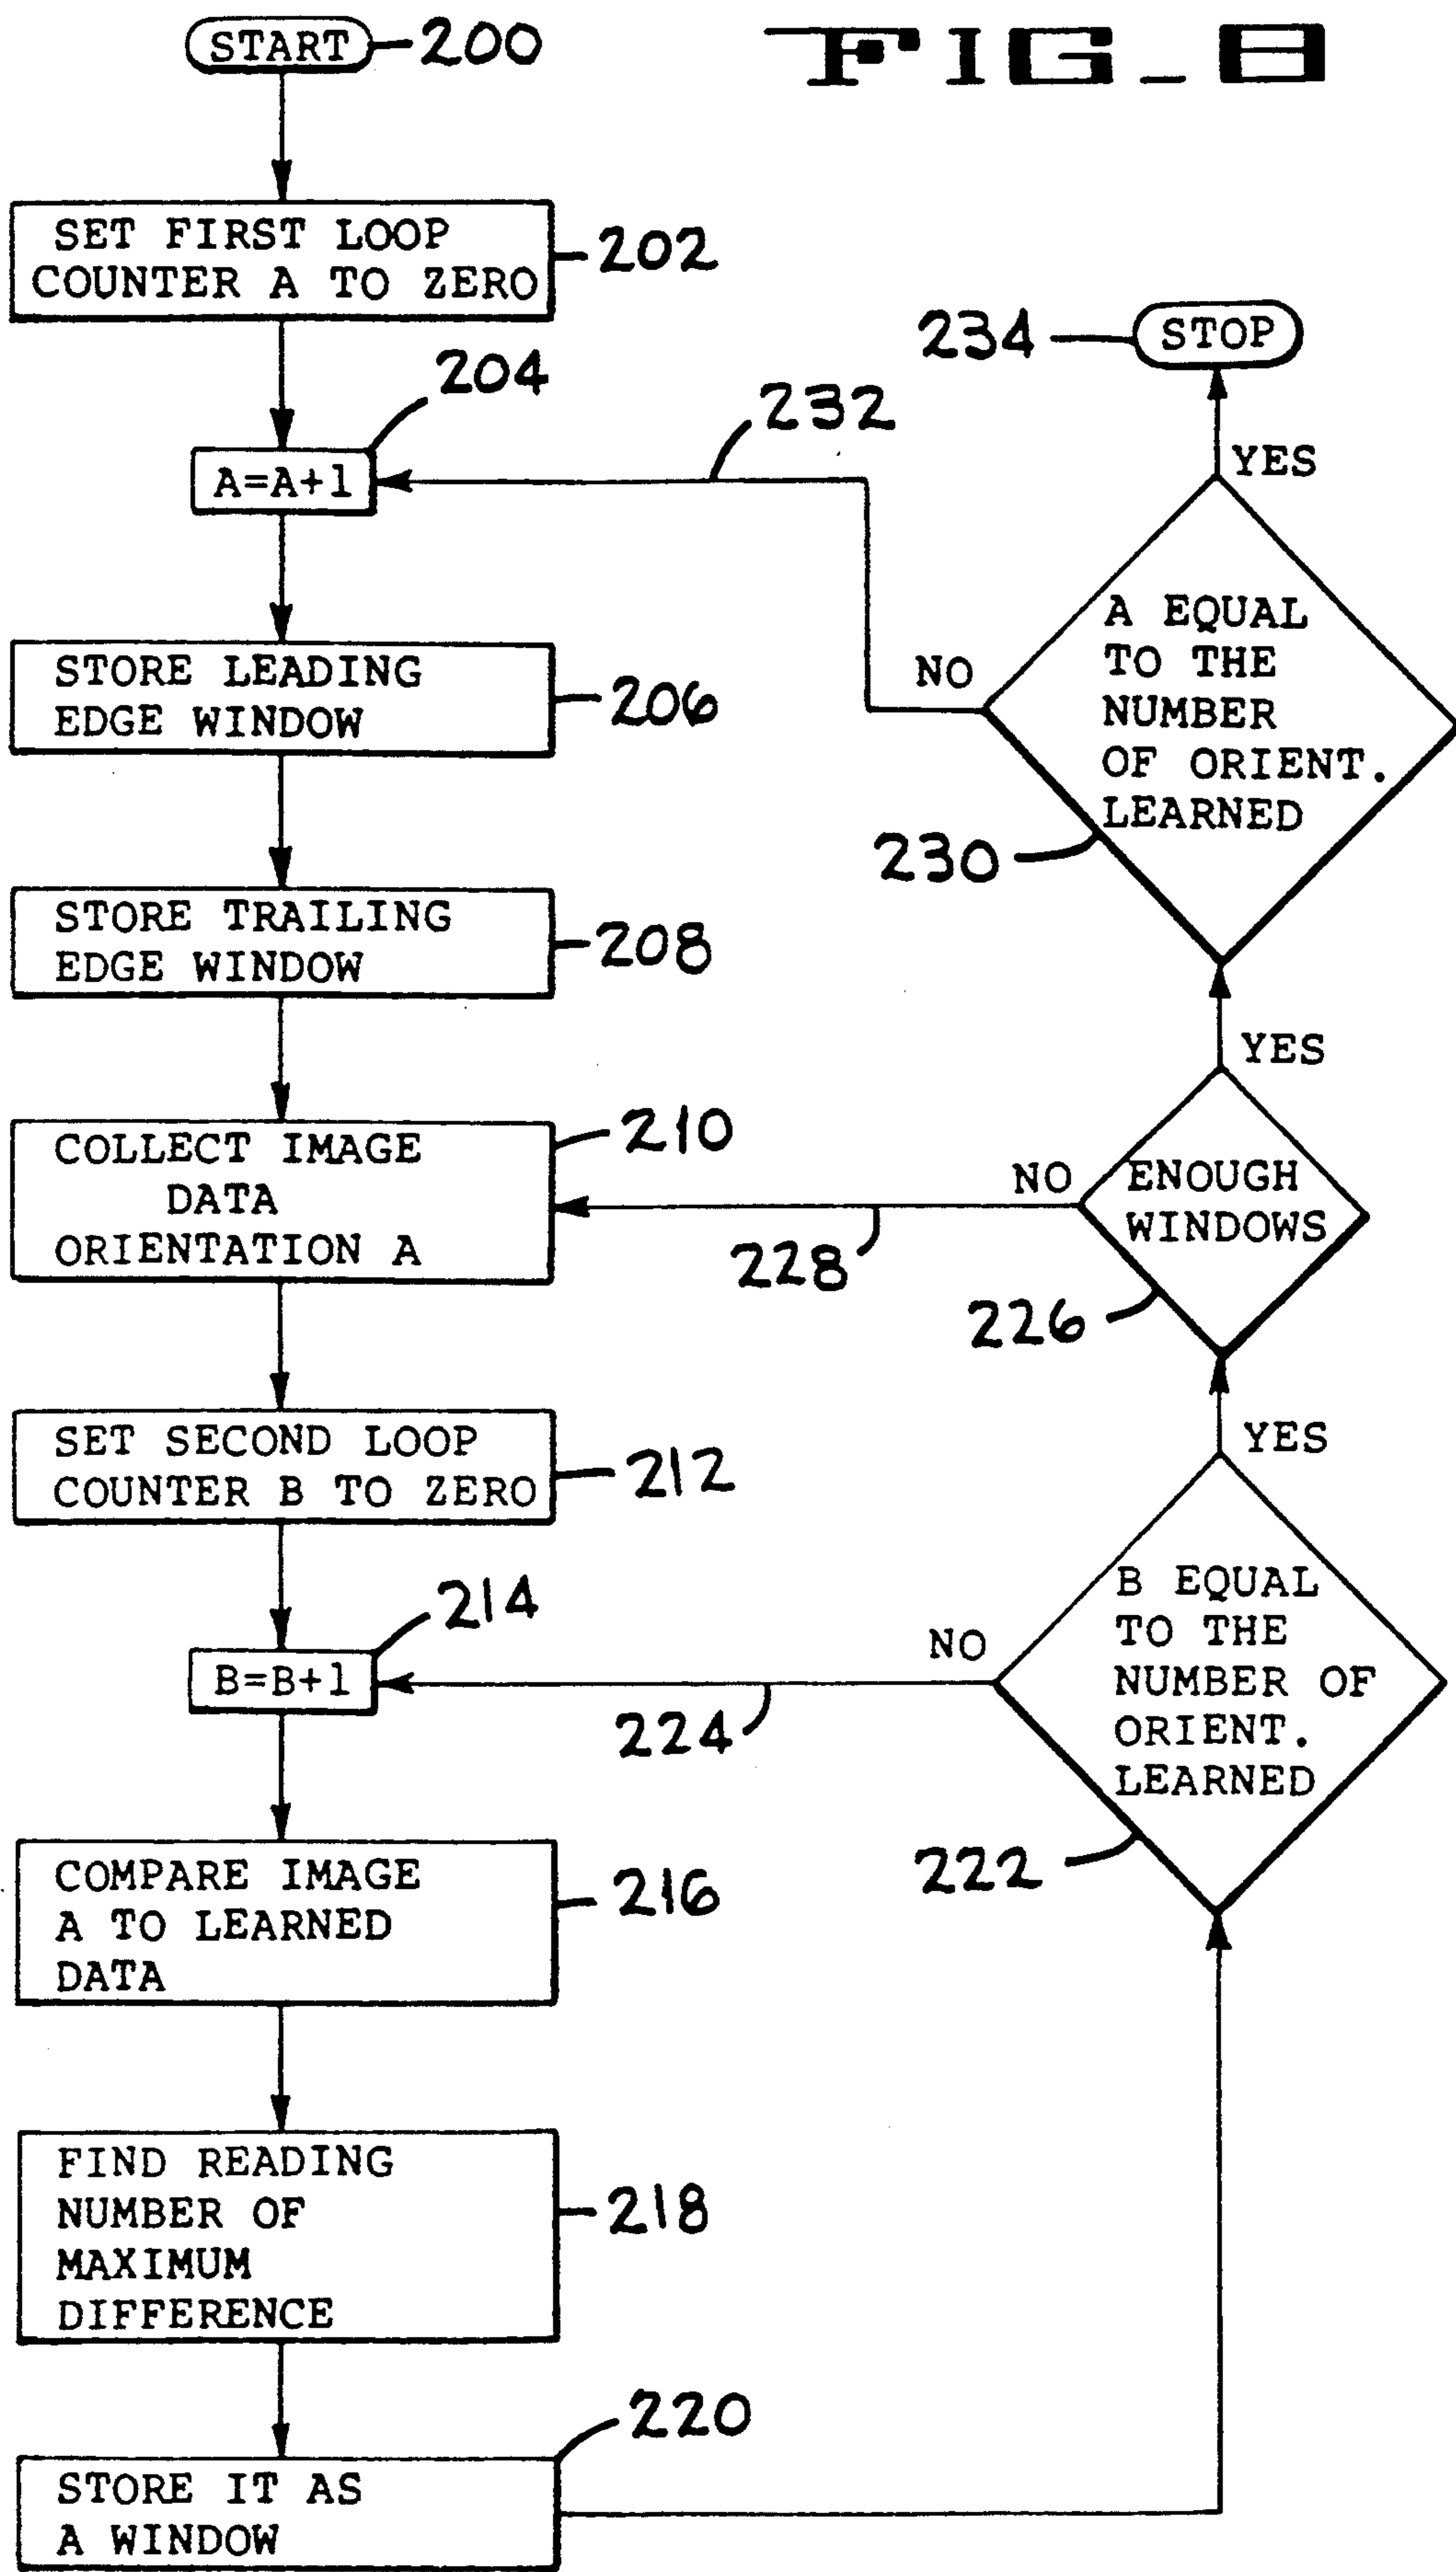 FIG_8
START 200
SET FIRST LOOP
COUNTER A TO ZERO
202
204
A=A+1
232
STORE LEADING
EDGE WINDOW
206
STORE TRAILING
EDGE WINDOW
208
COLLECT IMAGE
DATA
ORIENTATION A
210
SET SECOND LOOP
COUNTER B TO ZERO
212
214
B=B+1
COMPARE IMAGE
A TO LEARNED
DATA
216
FIND READING
NUMBER OF
MAXIMUM
DIFFERENCE
218
220
STORE IT AS
A WINDOW
B EQUAL
TO THE
NUMBER OF
ORIENT.
LEARNED
222
NO
224
YES
ENOUGH
WINDOWS
226
NO
228
YES
A EQUAL
TO THE
NUMBER
OF ORIENT.
LEARNED
230
NO
YES
234 STOP